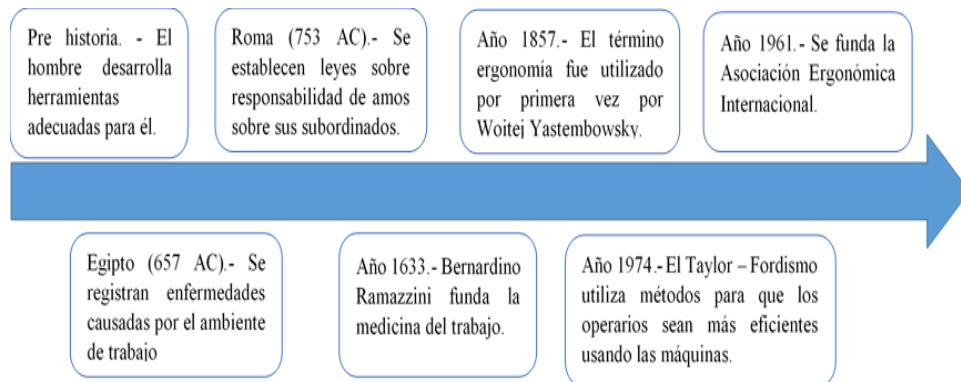 Pre historia. - El
hombre desarrolla
herramientas
adecuadas para él.
Roma (753 AC).- Se
establecen leyes sobre
responsabilidad de amos
sobre sus subordinados.
Año 1857.- El término
ergonomía fue utilizado
por primera vez por
Woitej Yastembowsky.
Año 1961.- Se funda la
Asociación Ergonómica
Internacional.
Egipto (657 AC).- Se
registran enfermedades
causadas por el ambiente
de trabajo
Año 1633.- Bernardino
Ramazzini funda la
medicina del trabajo.
Año 1974.- El Taylor – Fordismo
utiliza métodos para que los
operarios sean más eficientes
usando las máquinas.